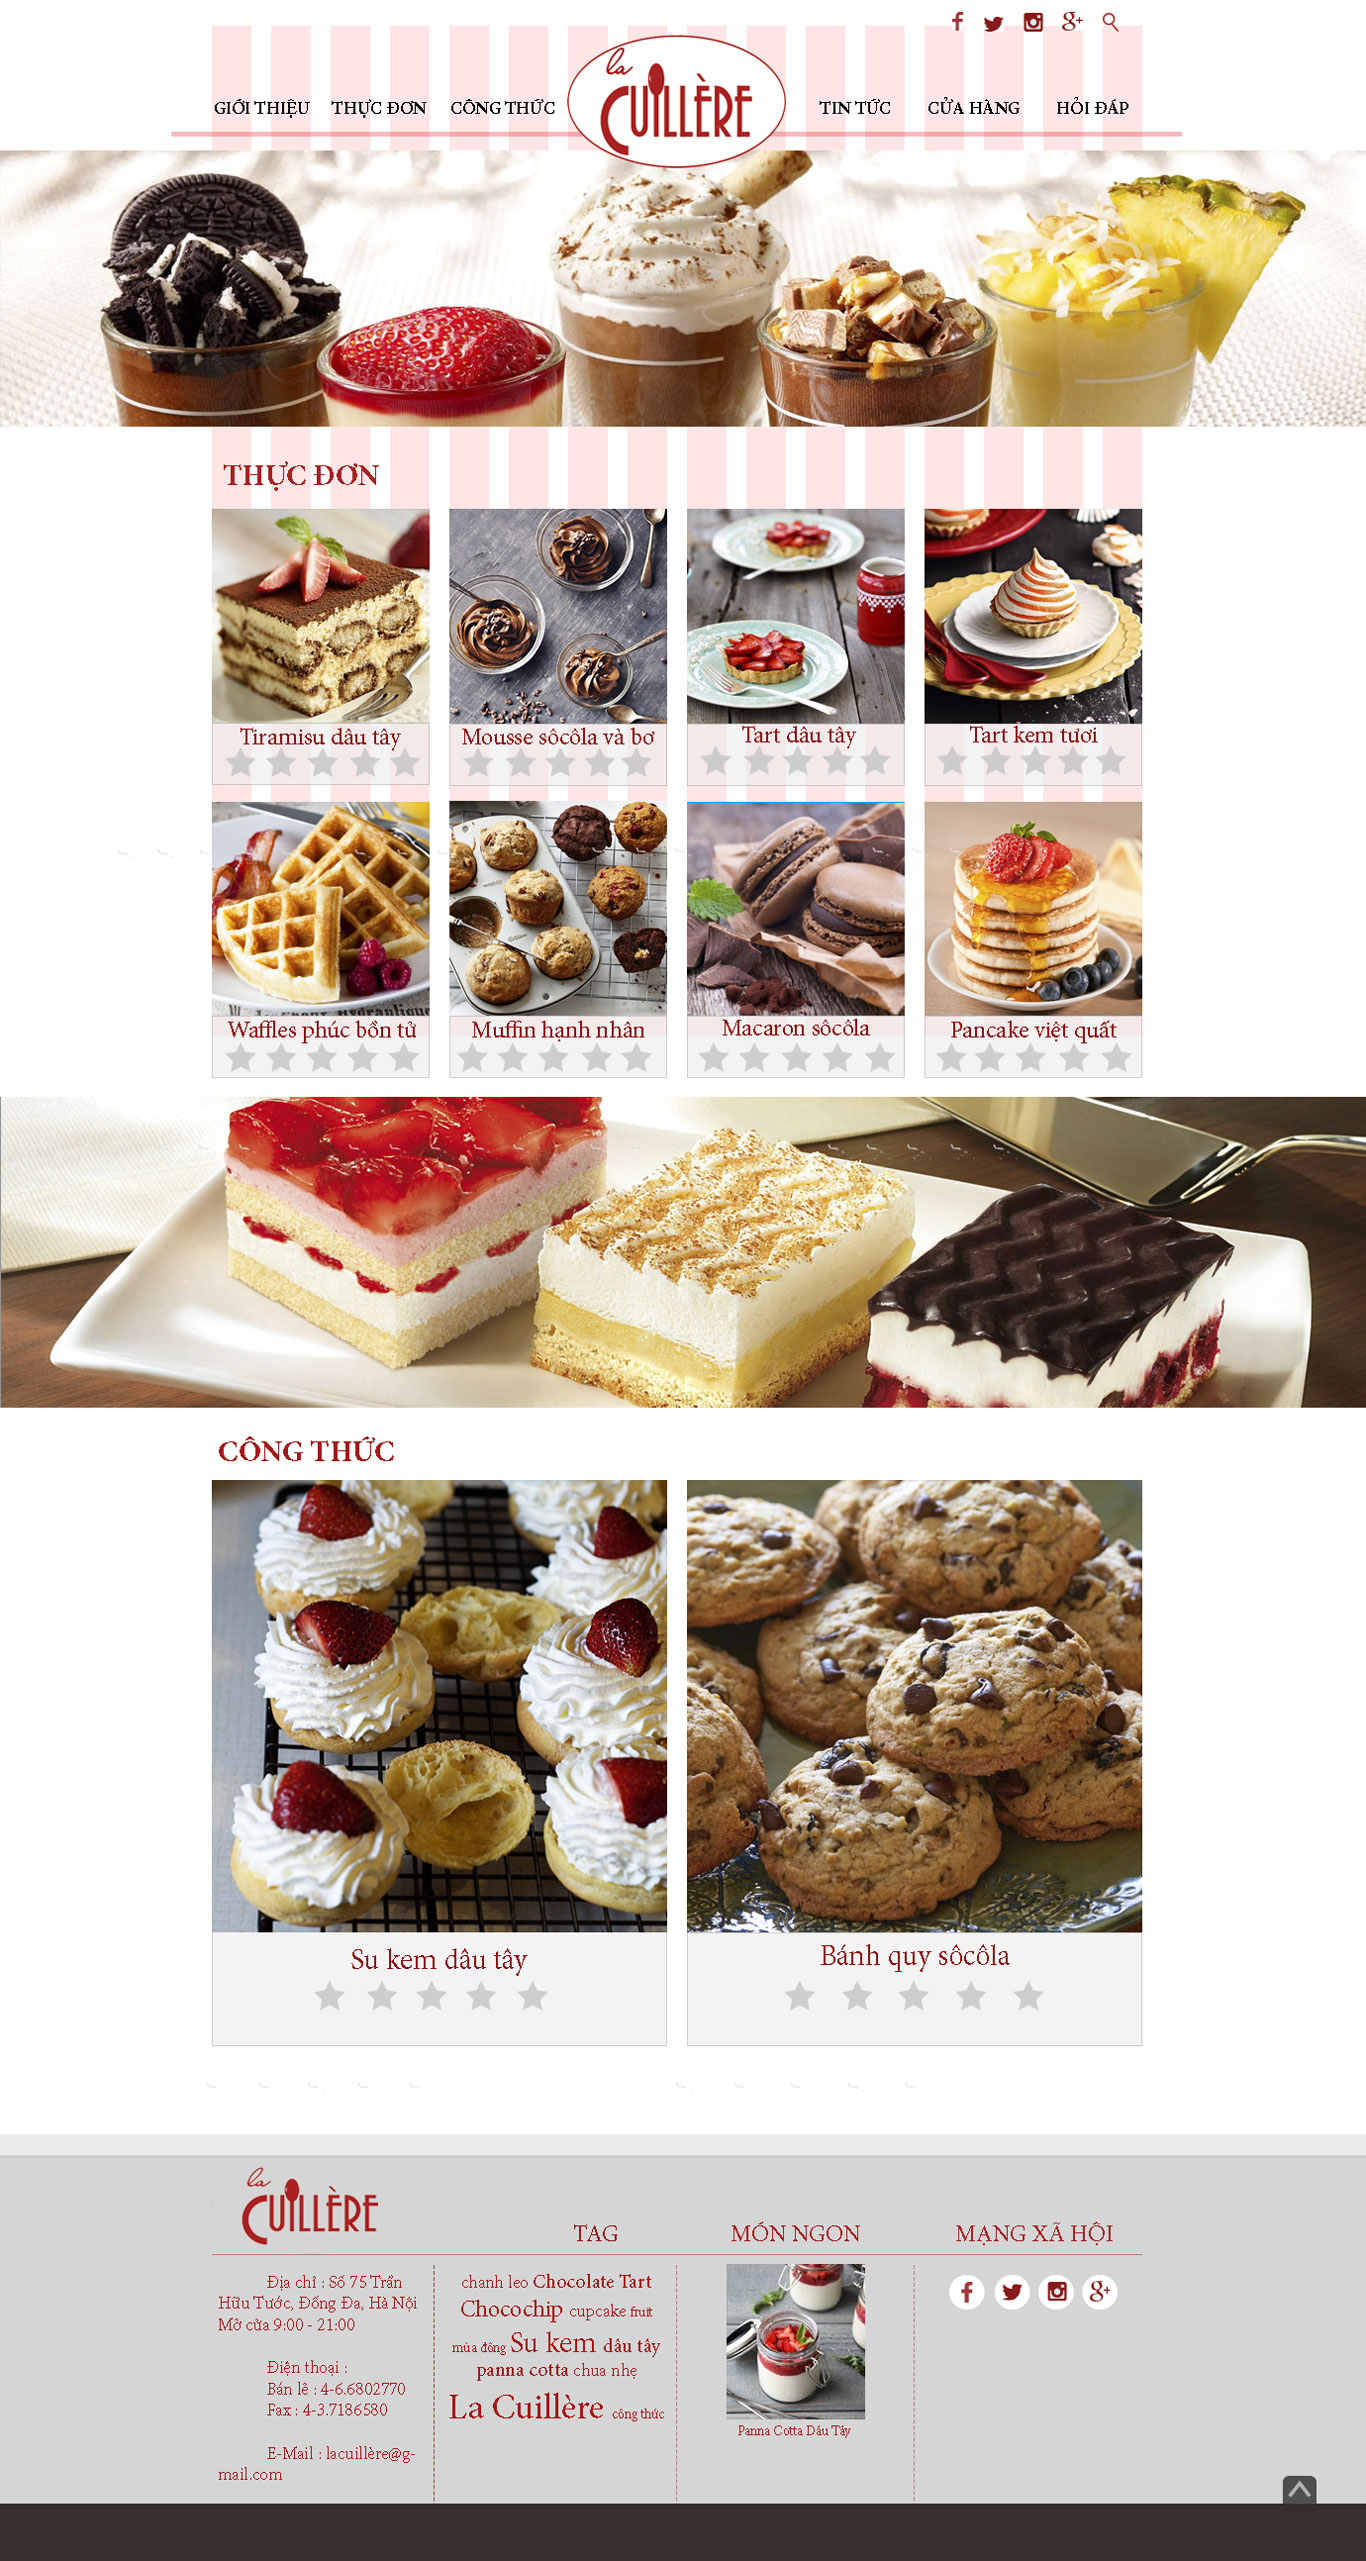 GIỚI THIỆU THỰC ĐƠN CÔNG THỨC
la CUILLÈRE
TIN TỨC CỬA HÀNG HỎI ĐÁP
THỰC ĐƠN
Tiramisu dâu tây
Mousse sôcôla và bơ
Tart dâu tây
Tart kem tươi
Waffles phúc bồn tử
Muffin hạnh nhân
Macaron sôcôla
Pancake việt quất
CÔNG THỨC
Su kem dâu tây
Bánh quy sôcôla
la CUILLÈRE
TAG
MÓN NGON
MẠNG XÃ HỘI
Địa chỉ : Số 75 Trần
Hữu Tước, Đống Đa, Hà Nội
Mở cửa 9:00 - 21:00
Điện thoại :
Bán lẻ : 4-6.6802770
Fax : 4-3.7186580
E-Mail : lacuillère@g-
mail.com
chanh leo Chocolate Tart
Chocochip cupcake fruit
mùa đông Su kem dâu tây
panna cotta chua nhẹ
La Cuillère công thức
Panna Cotta Dâu Tây